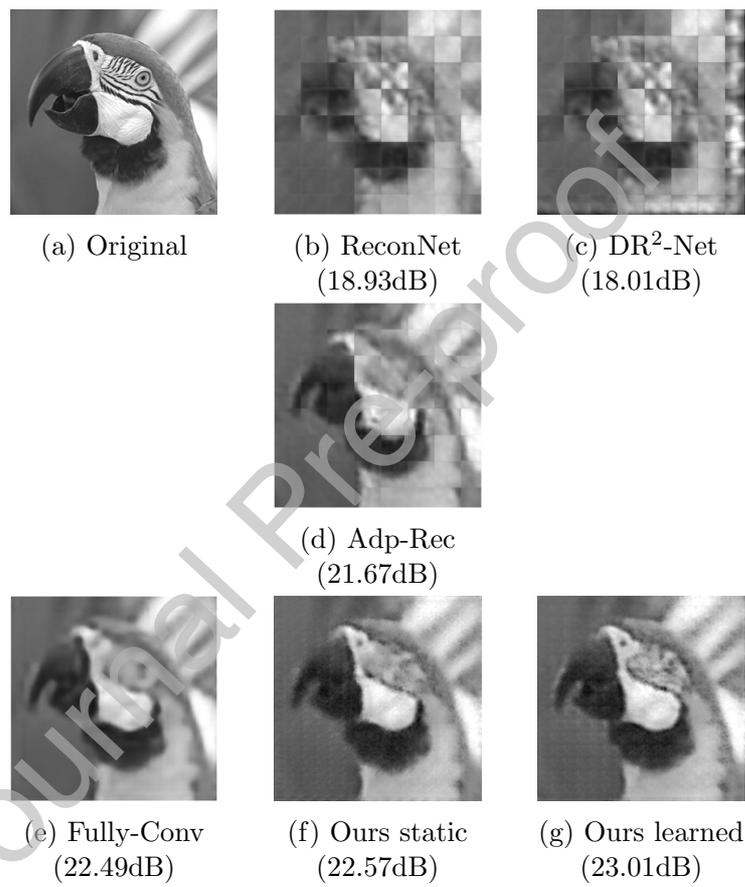 (a) Original
(b) ReconNet
(18.93dB)
(c) DR²-Net
(18.01dB)
(d) Adp-Rec
(21.67dB)
(e) Fully-Conv
(22.49dB)
(f) Ours static
(22.57dB)
(g) Ours learned
(23.01dB)
ournal Pre-proof